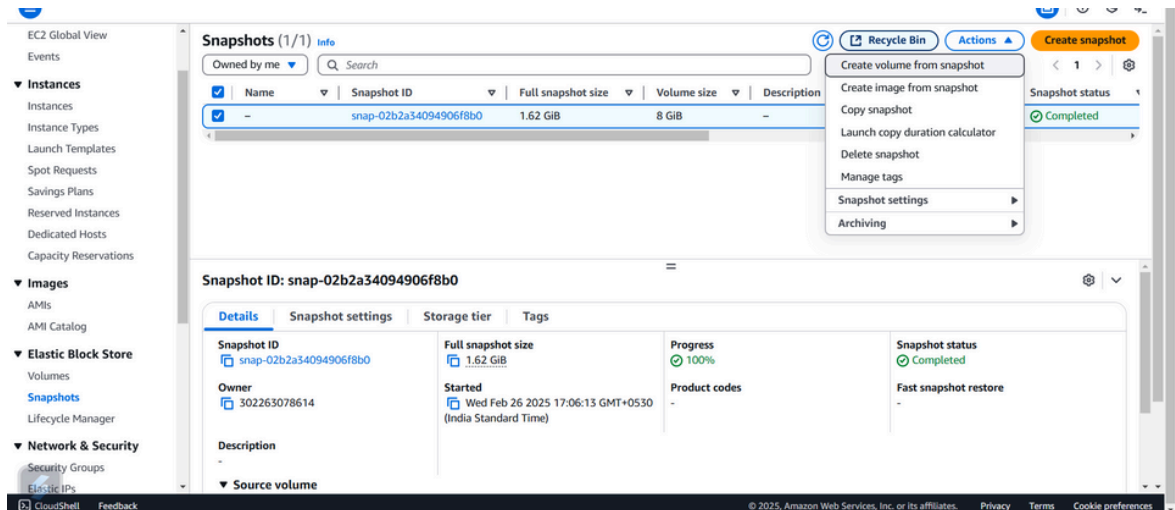 EC2 Global View
Events
Instances
Instances
Instance Types
Launch Templates
Spot Requests
Savings Plans
Reserved Instances
Dedicated Hosts
Capacity Reservations
Images
AMIs
AMI Catalog
Elastic Block Store
Volumes
Snapshots
Lifecycle Manager
Network & Security
Security Groups
Elastic IPs
Snapshots (1/1) Info
Recycle Bin Actions Create snapshot
Owned by me Search
1
Name Snapshot ID Full snapshot size Volume size Description Snapshot status
– snap-02b2a34094906f8b0 1.62 GiB 8 GiB – Completed
Create volume from snapshot
Create image from snapshot
Copy snapshot
Launch copy duration calculator
Delete snapshot
Manage tags
Snapshot settings
Archiving
Snapshot ID: snap-02b2a34094906f8b0
Details Snapshot settings Storage tier Tags
Snapshot ID Full snapshot size Progress Snapshot status
snap-02b2a34094906f8b0 1.62 GiB 100% Completed
Owner Started Product codes Fast snapshot restore
302263078614 Wed Feb 26 2025 17:06:13 GMT+0530 - -
(India Standard Time)
Description
-
Source volume
CloudShell Feedback © 2025, Amazon Web Services, Inc. or its affiliates. Privacy Terms Cookie preferences